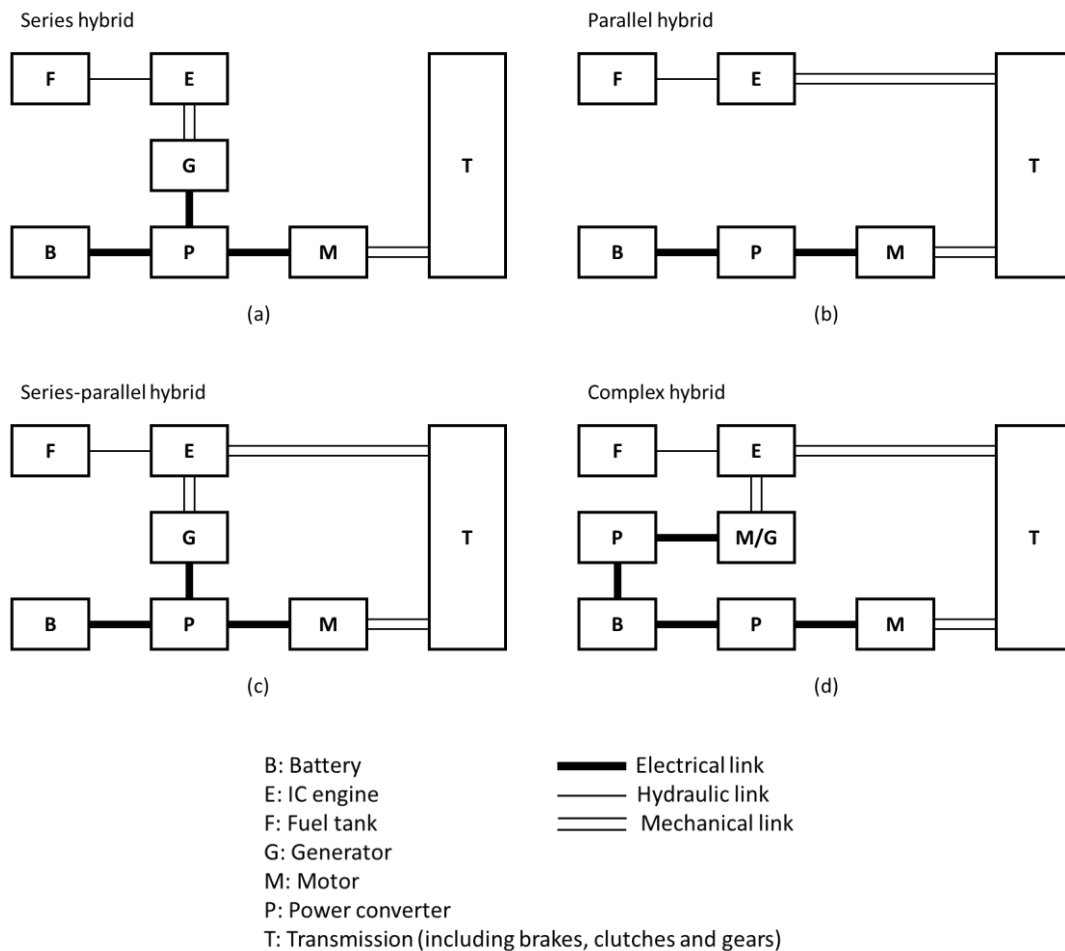 Series hybrid
Parallel hybrid
F E
F E
G
T
T
B P M
B P M
(a)
(b)
Series-parallel hybrid
Complex hybrid
F E
F E
G
T
P M/G
T
B P M
B P M
(c)
(d)
B: Battery
E: IC engine
F: Fuel tank
G: Generator
M: Motor
P: Power converter
T: Transmission (including brakes, clutches and gears)
Electrical link
Hydraulic link
Mechanical link